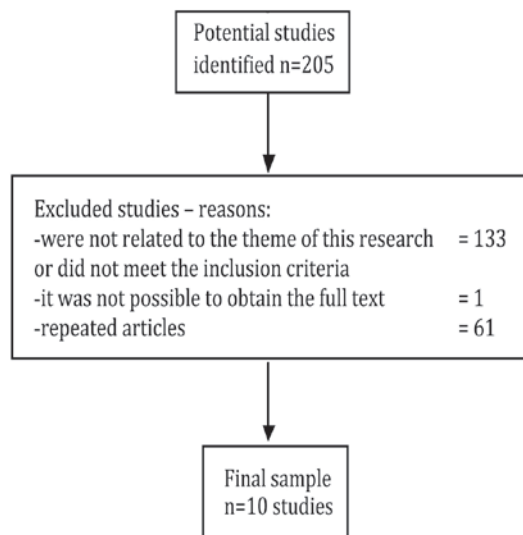 Potential studies
identified n=205
Excluded studies – reasons:
-were not related to the theme of this research = 133
or did not meet the inclusion criteria
-it was not possible to obtain the full text = 1
-repeated articles = 61
Final sample
n=10 studies